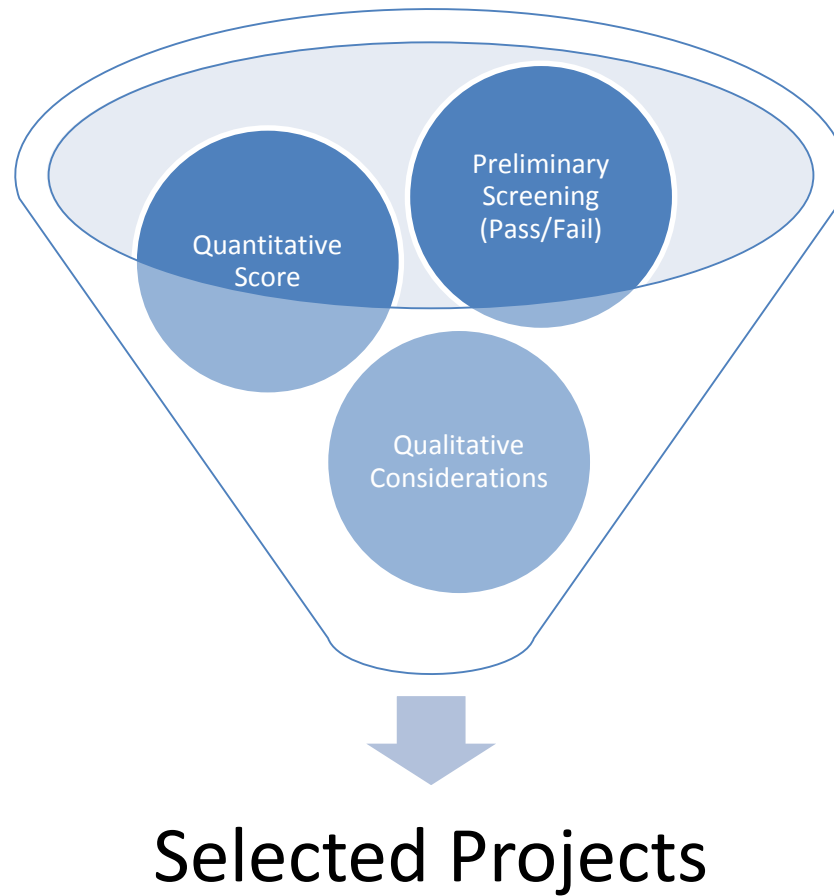 Preliminary
Screening
(Pass/Fail)
Quantitative
Score
Qualitative
Considerations
Selected Projects